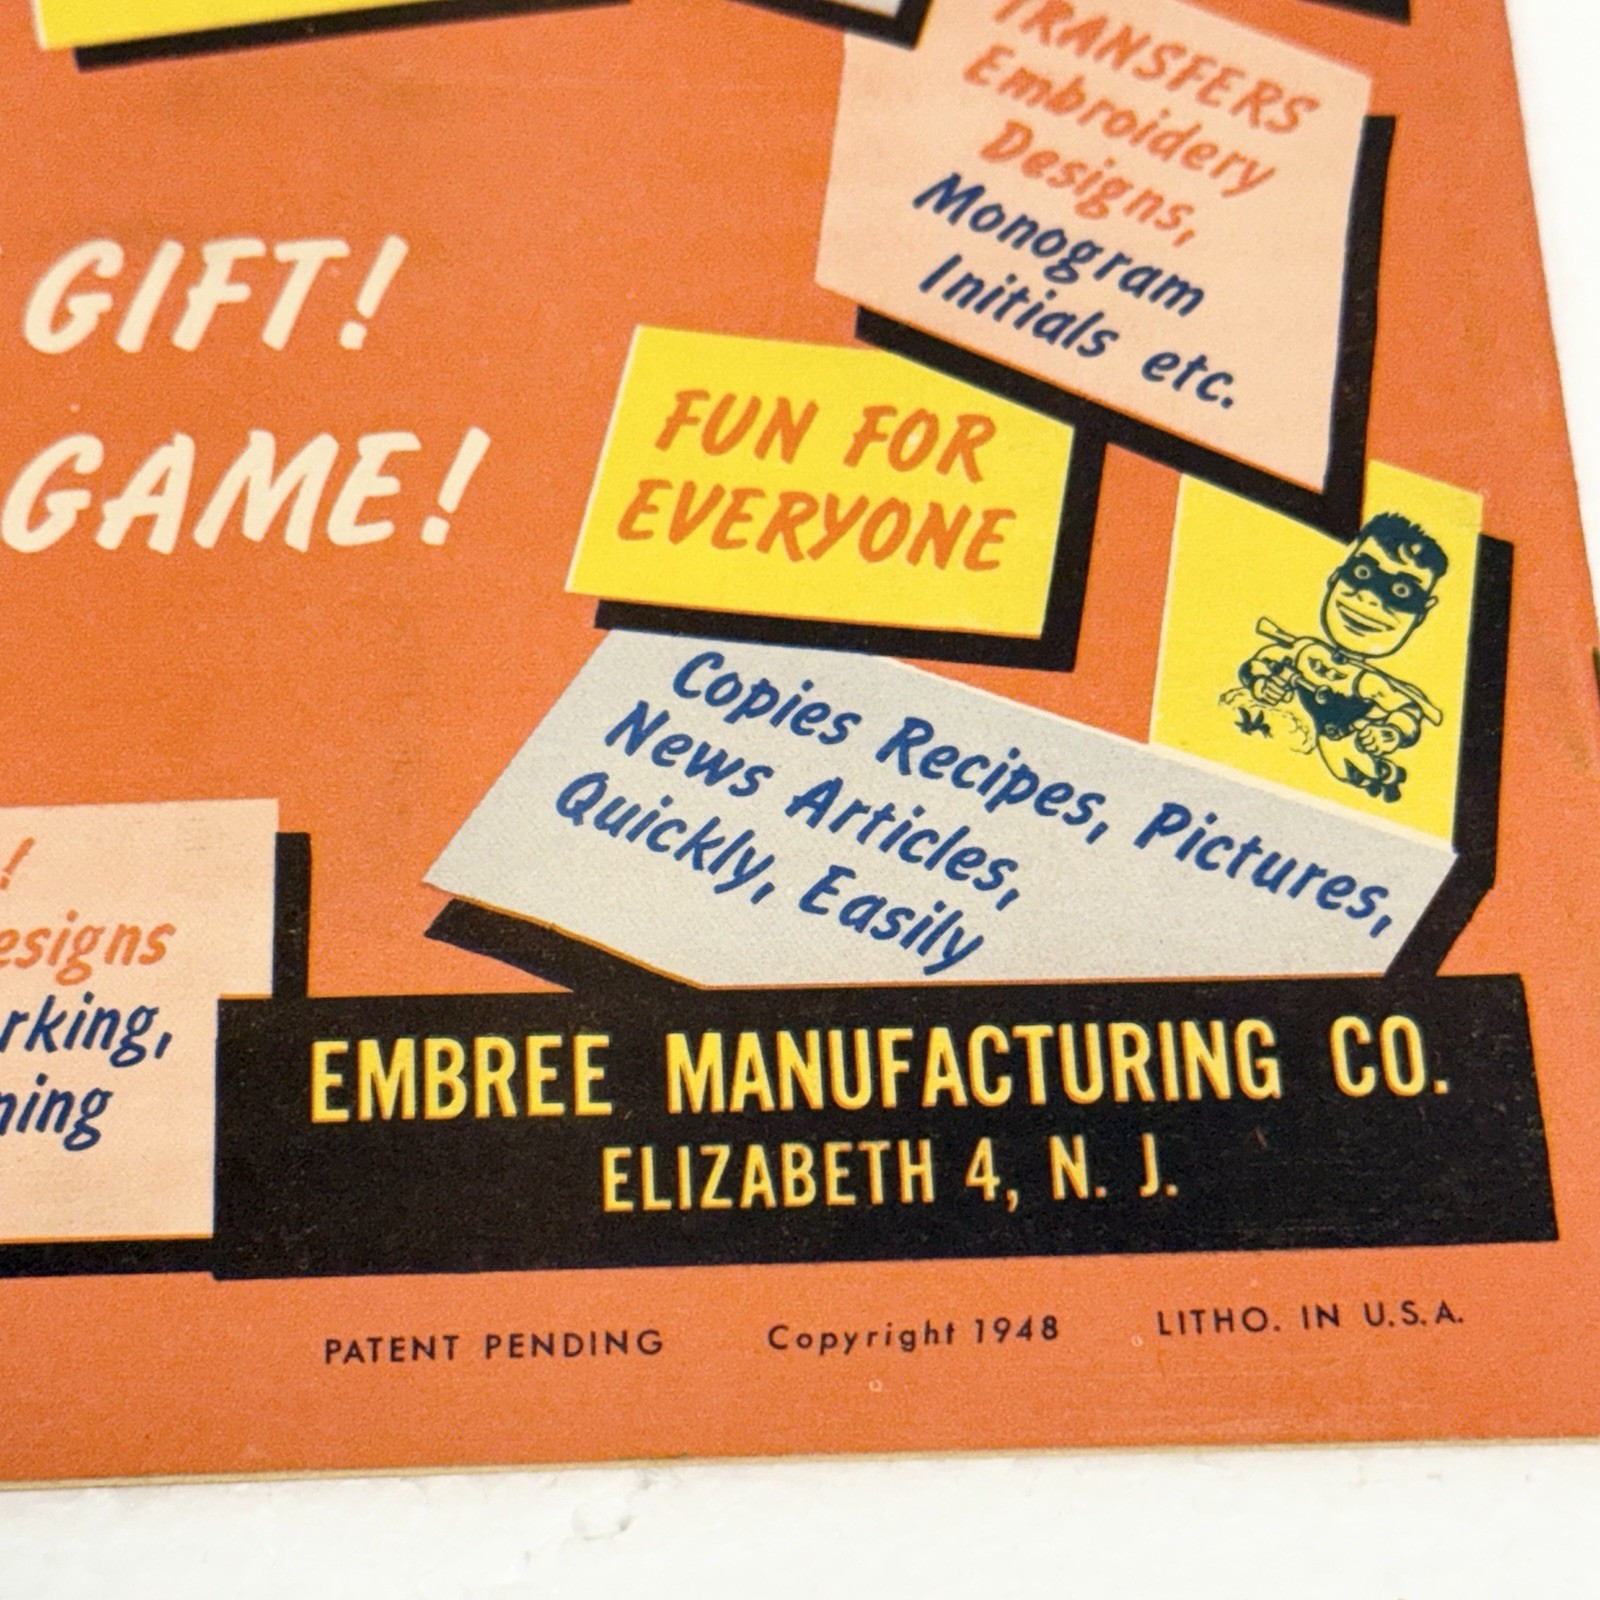 TRANSFERS
Embroidery
Designs,
Monogram
Initials etc.
GIFT!
GAME!
FUN FOR
EVERYONE
Copies Recipes, Pictures,
News Articles,
Quickly, Easily
!
esigns
rking,
ning
EMBREE MANUFACTURING CO.
ELIZABETH 4, N. J.
PATENT PENDING Copyright 1948 LITHO. IN U.S.A.